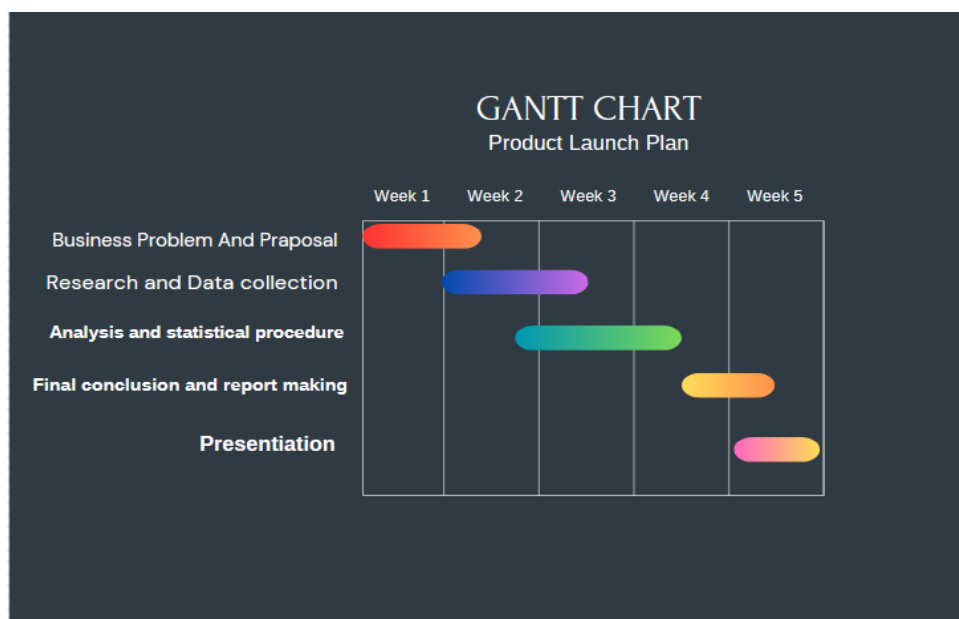 GANTT CHART
Product Launch Plan
Week 1 Week 2 Week 3 Week 4 Week 5
Business Problem And Praposal
Research and Data collection
Analysis and statistical procedure
Final conclusion and report making
Presentiation